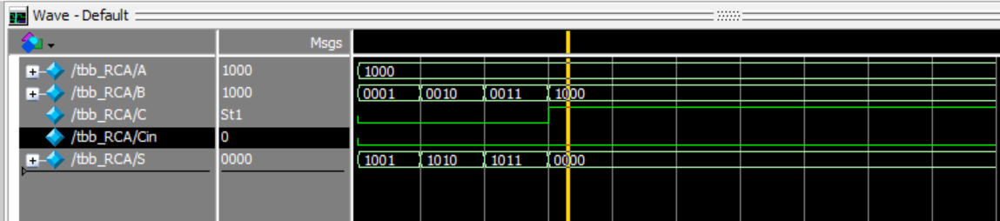 Wave - Default
Msgs
/tbb_RCA/A 1000 1000
/tbb_RCA/B 1000 0001 0010 0011 1000
/tbb_RCA/C St1
/tbb_RCA/Cin 0
/tbb_RCA/S 0000 1001 1010 1011 0000